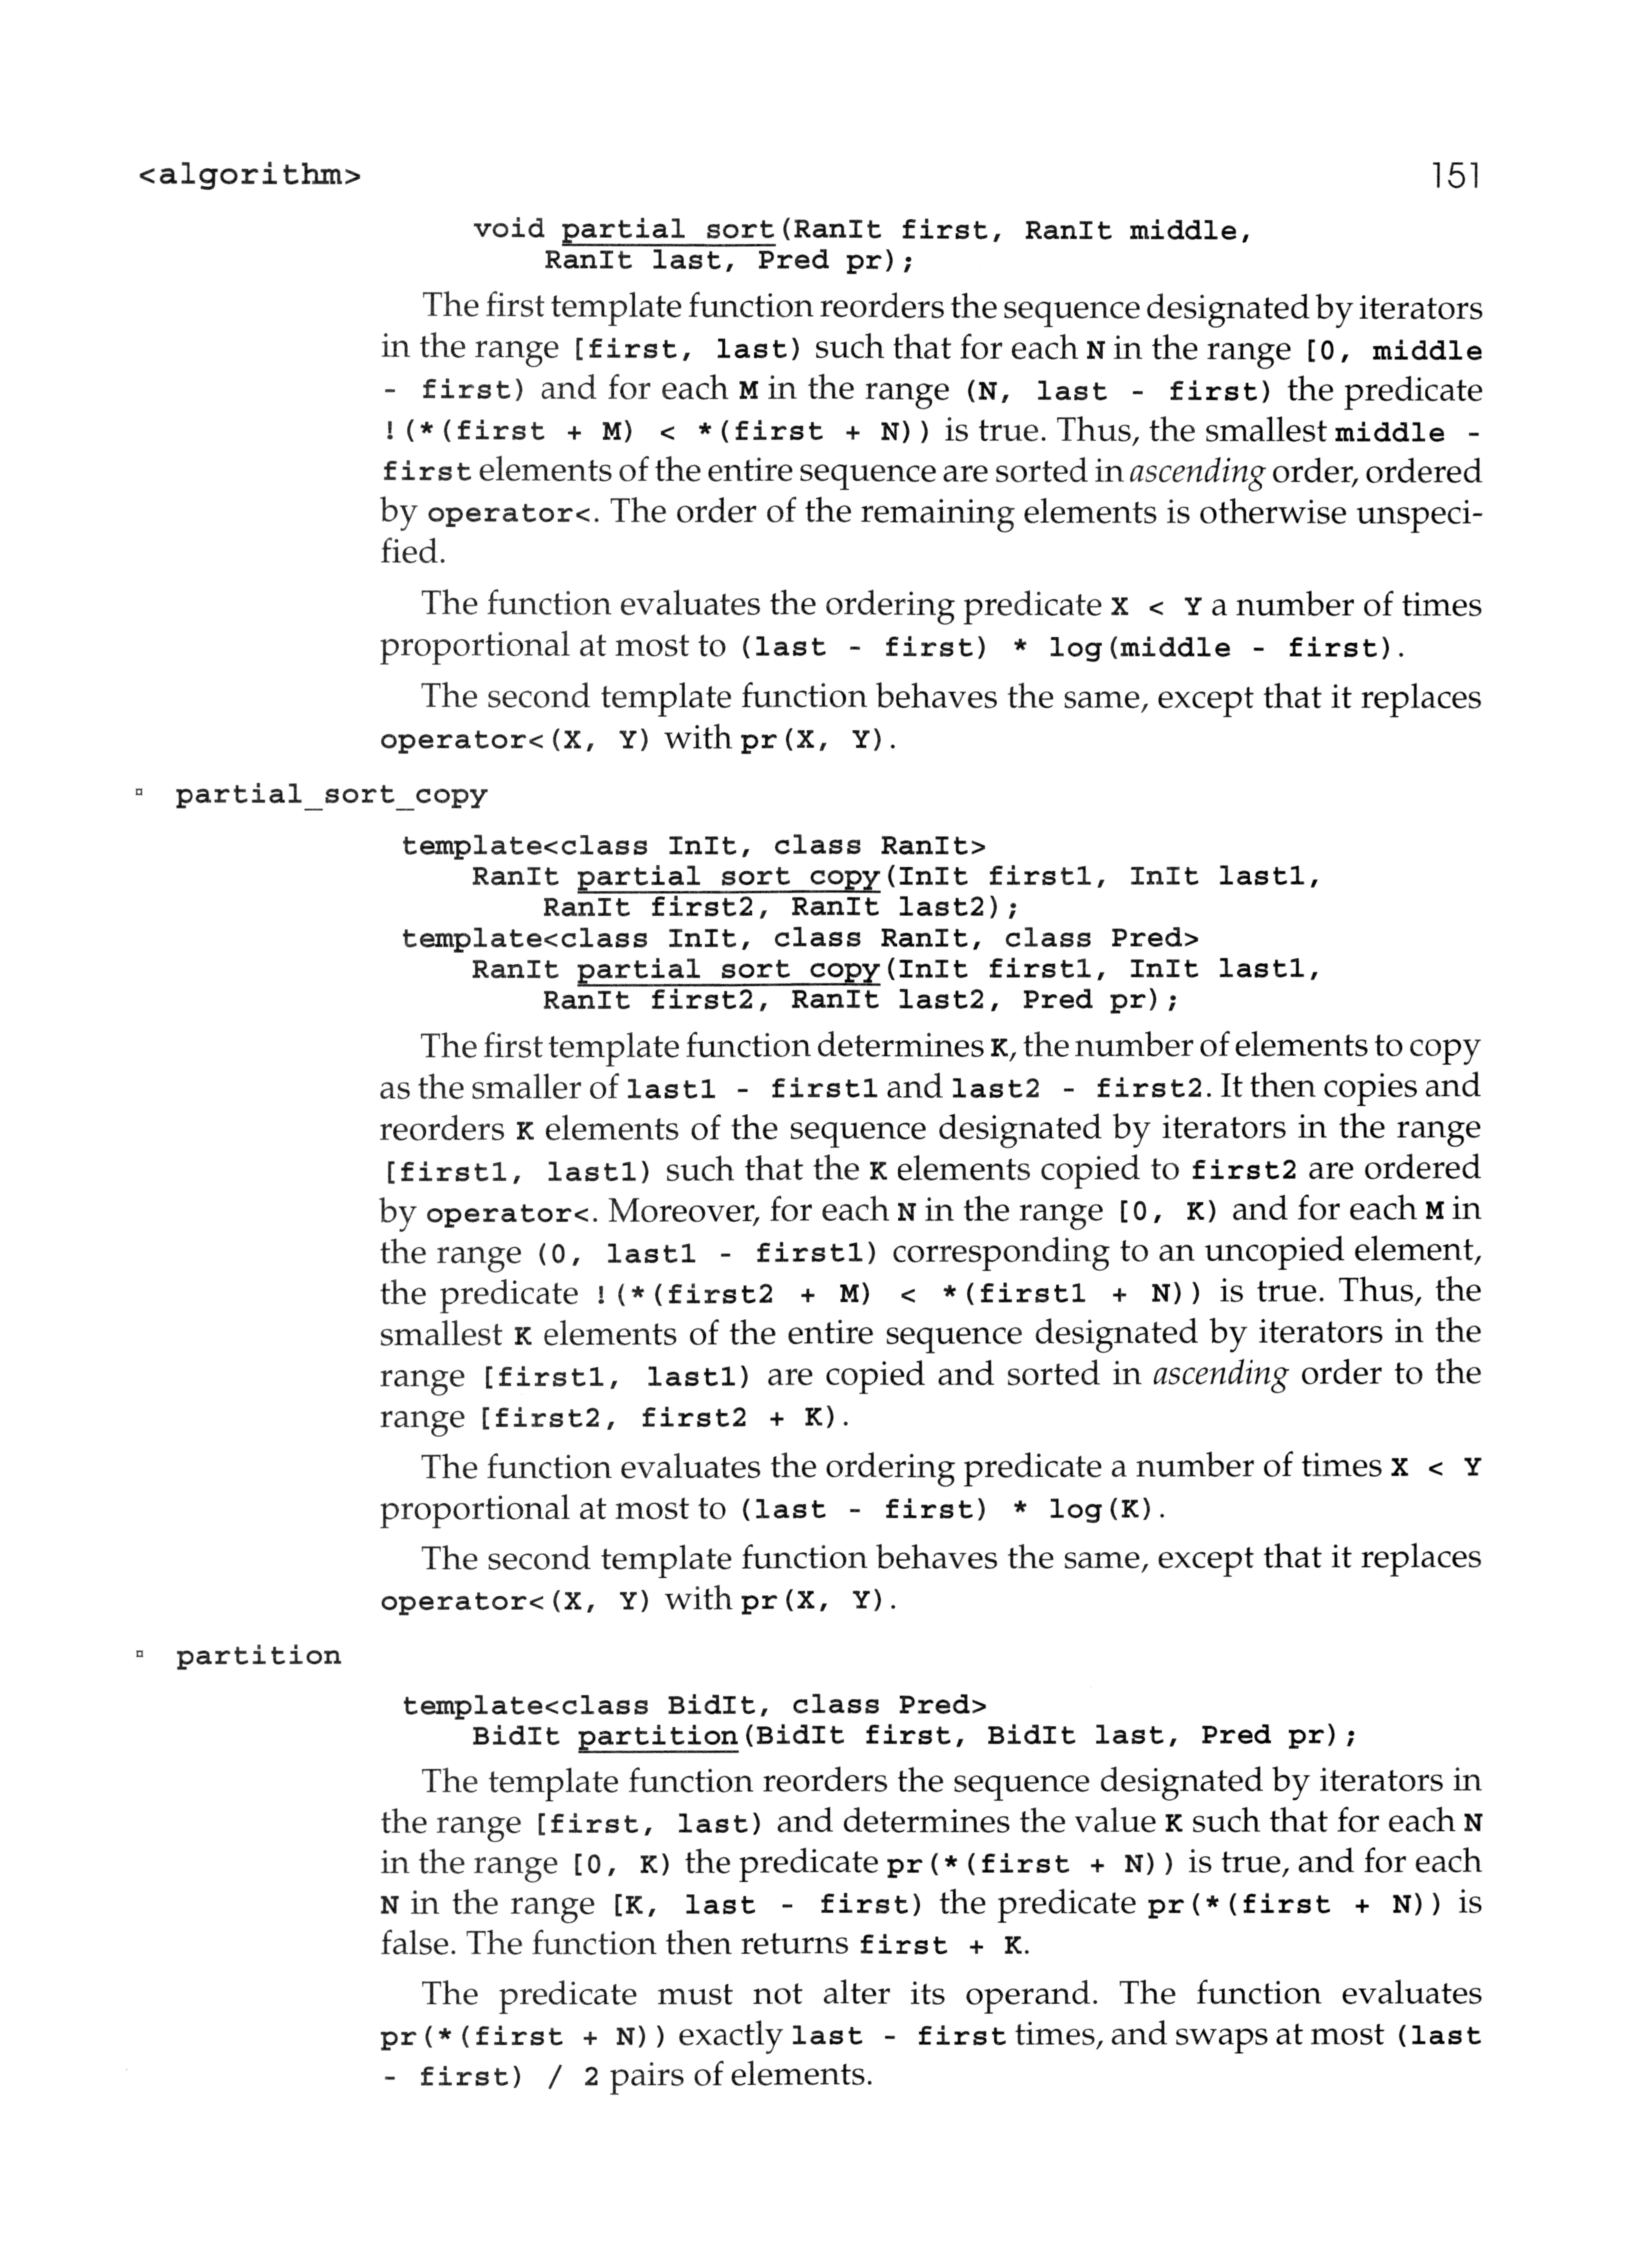 <algorithm> 151
void partial sort(RanIt first, RanIt middle,
RanIt last, Pred pr);
The first template function reorders the sequence designated by iterators
in the range [first, last) such that for each N in the range [0, middle
- first) and for each M in the range (N, last - first) the predicate
!(*(first + M) < *(first + N)) is true. Thus, the smallest middle -
first elements of the entire sequence are sorted in ascending order, ordered
by operator<. The order of the remaining elements is otherwise unspeci-
fied.
The function evaluates the ordering predicate X < Y a number of times
proportional at most to (last - first) * log(middle - first).
The second template function behaves the same, except that it replaces
operator<(X, Y) with pr(X, Y).
¤ partial_sort_copy
template<class InIt, class RanIt>
RanIt partial sort copy(InIt first1, InIt last1,
RanIt first2, RanIt last2);
template<class InIt, class RanIt, class Pred>
RanIt partial sort copy(InIt first1, InIt last1,
RanIt first2, RanIt last2, Pred pr);
The first template function determines K, the number of elements to copy
as the smaller of last1 - first1 and last2 - first2. It then copies and
reorders K elements of the sequence designated by iterators in the range
[first1, last1) such that the K elements copied to first2 are ordered
by operator<. Moreover, for each N in the range [0, K) and for each M in
the range (0, last1 - first1) corresponding to an uncopied element,
the predicate !(*(first2 + M) < *(first1 + N)) is true. Thus, the
smallest K elements of the entire sequence designated by iterators in the
range [first1, last1) are copied and sorted in ascending order to the
range [first2, first2 + K).
The function evaluates the ordering predicate a number of times X < Y
proportional at most to (last - first) * log(K).
The second template function behaves the same, except that it replaces
operator<(X, Y) with pr(X, Y).
¤ partition
template<class BidIt, class Pred>
BidIt partition(BidIt first, BidIt last, Pred pr);
The template function reorders the sequence designated by iterators in
the range [first, last) and determines the value K such that for each N
in the range [0, K) the predicate pr(*(first + N)) is true, and for each
N in the range [K, last - first) the predicate pr(*(first + N)) is
false. The function then returns first + K.
The predicate must not alter its operand. The function evaluates
pr(*(first + N)) exactly last - first times, and swaps at most (last
- first) / 2 pairs of elements.